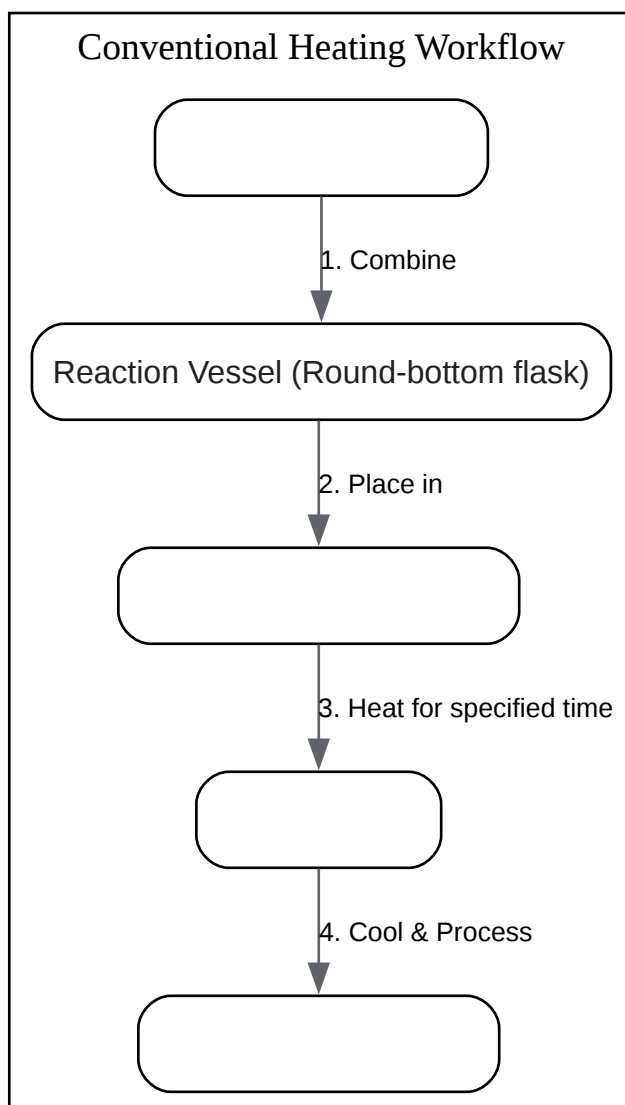 Conventional Heating Workflow
1. Combine
Reaction Vessel (Round-bottom flask)
2. Place in
3. Heat for specified time
4. Cool & Process